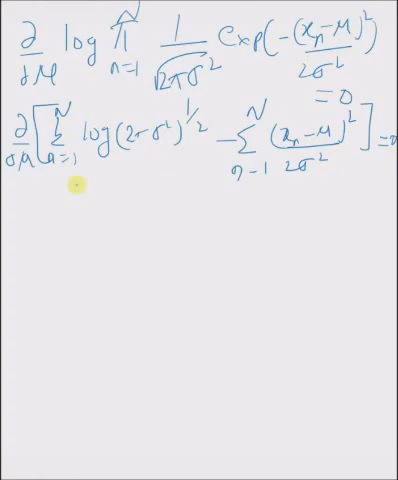 ∂/∂μ log ∏_{n=1}^{N} 1/√(2πσ²) exp(-(x_n-μ)²/2σ²) = 0
∂/∂μ [∑_{n=1}^{N} log(2πσ²)^{1/2} - ∑_{n=1}^{N} (x_n-μ)²/2σ²] = 0